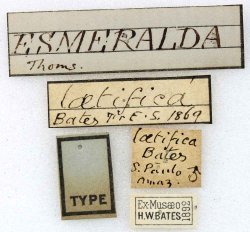 ESMERALDA
Thoms.
lætifica
Bates Tr. E. S. 1869
TYPE
lætifica
Bates
S. Paulo
Amaz. ♂
Ex-Musæo
H.W. BATES
1892